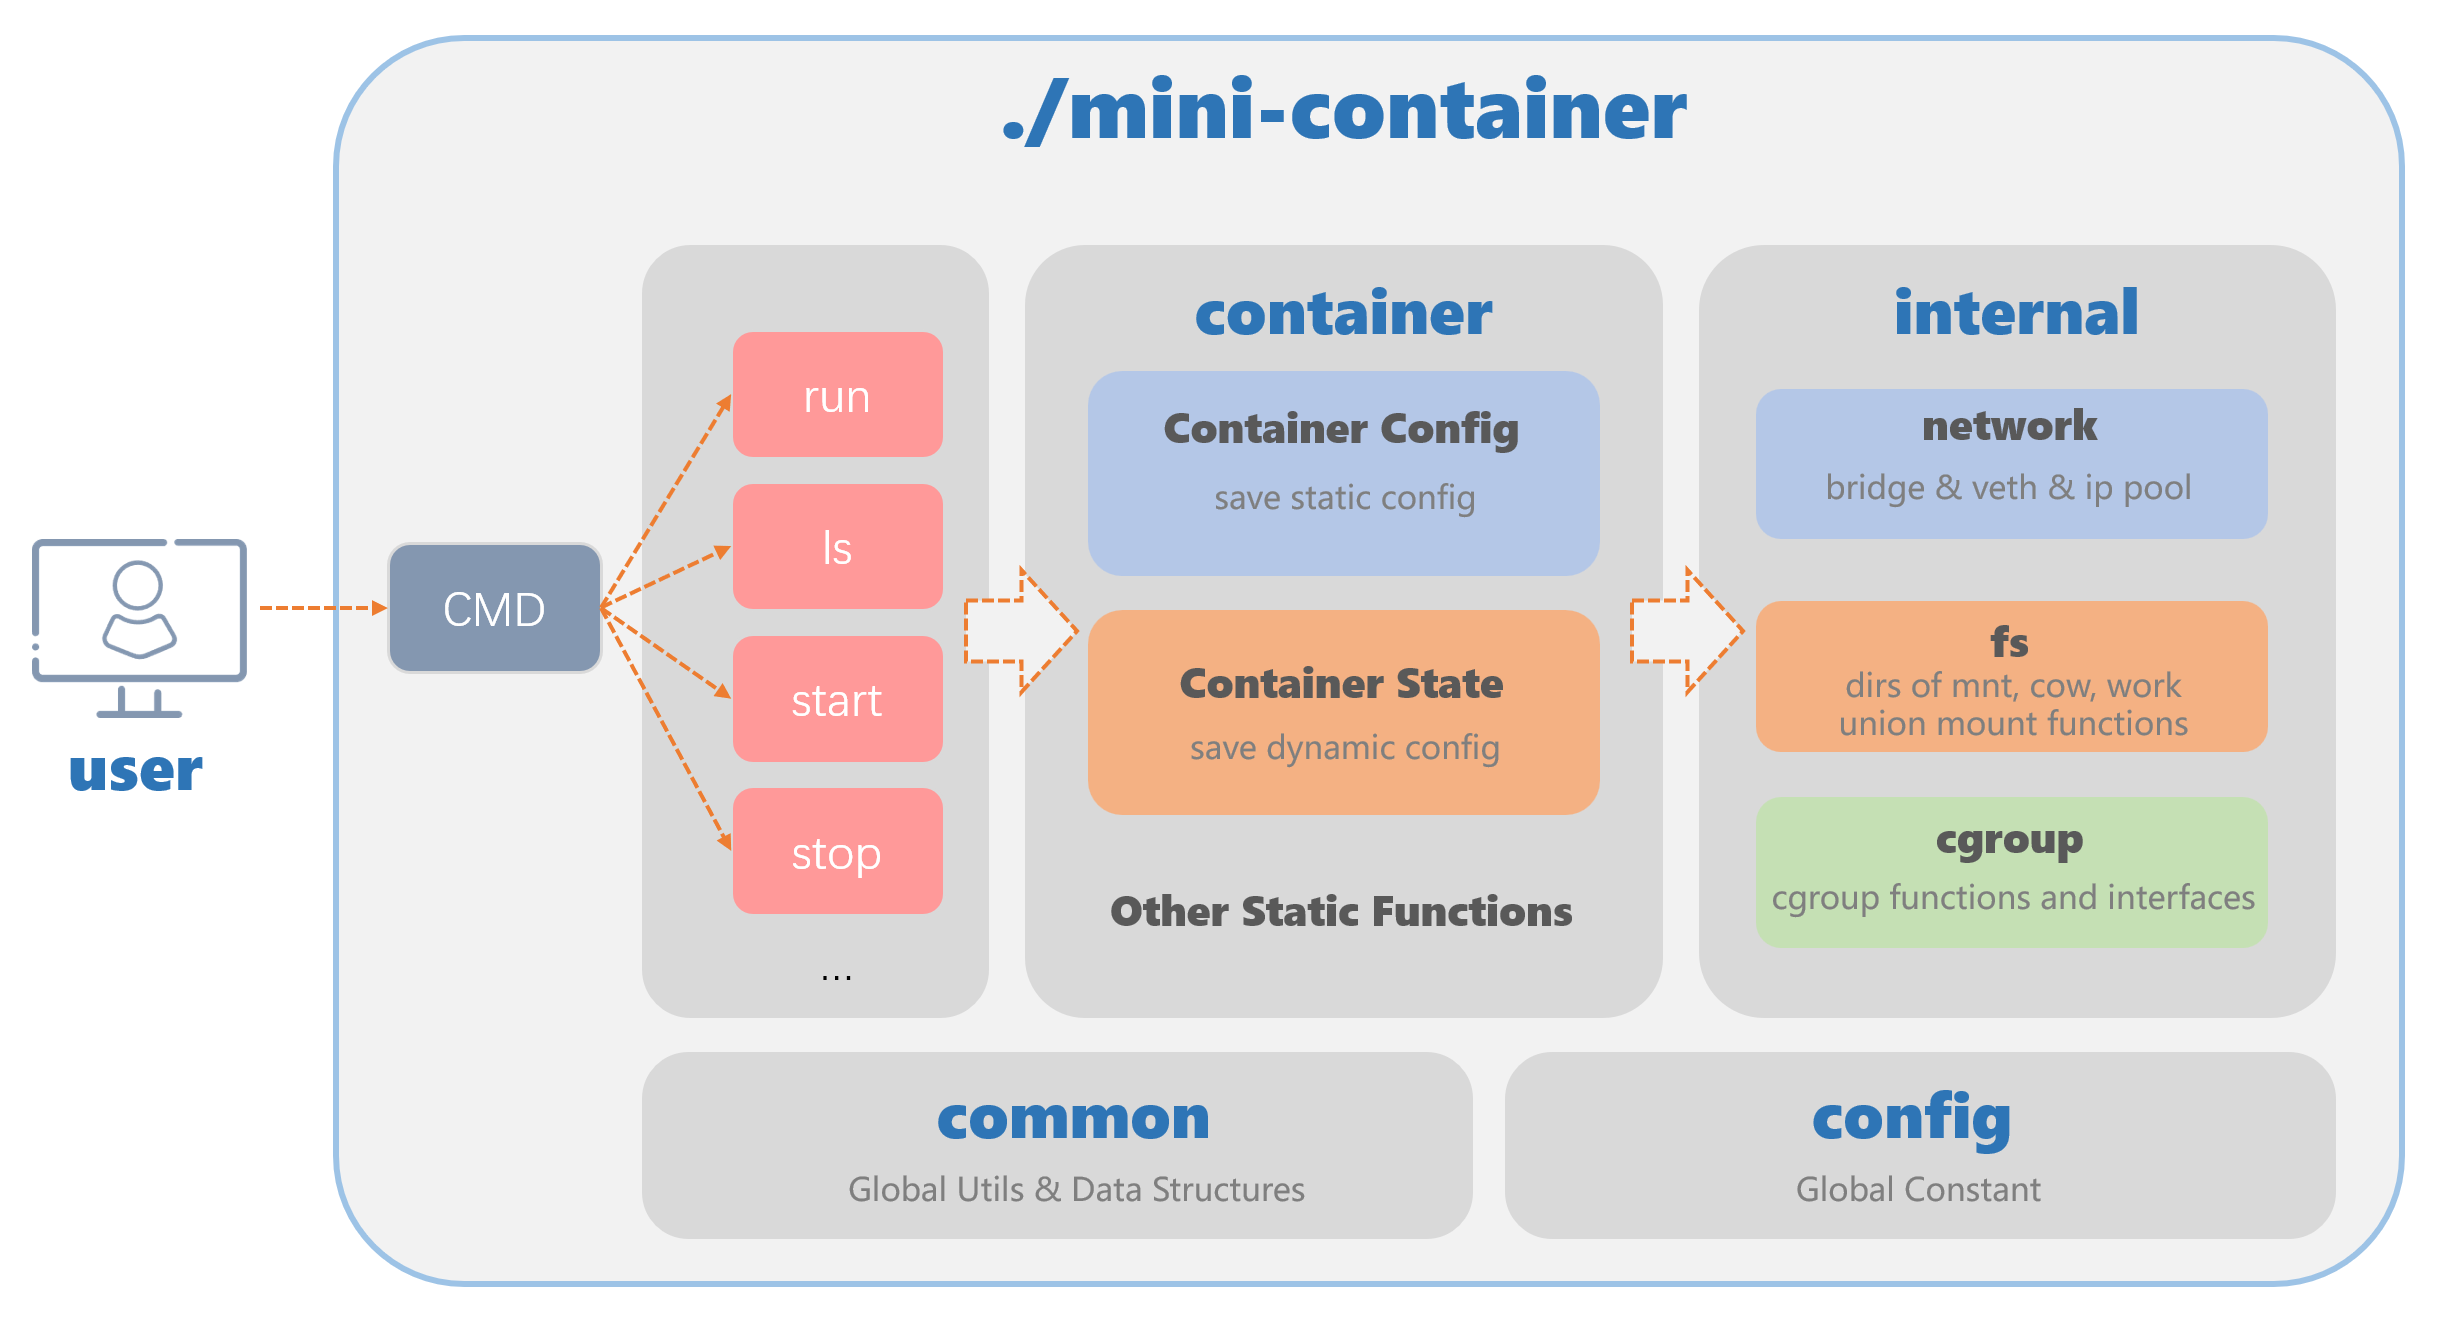 ./mini-container
user
CMD
run
ls
start
stop
...
container
Container Config
save static config
Container State
save dynamic config
Other Static Functions
internal
network
bridge & veth & ip pool
fs
dirs of mnt, cow, work
union mount functions
cgroup
cgroup functions and interfaces
common
Global Utils & Data Structures
config
Global Constant